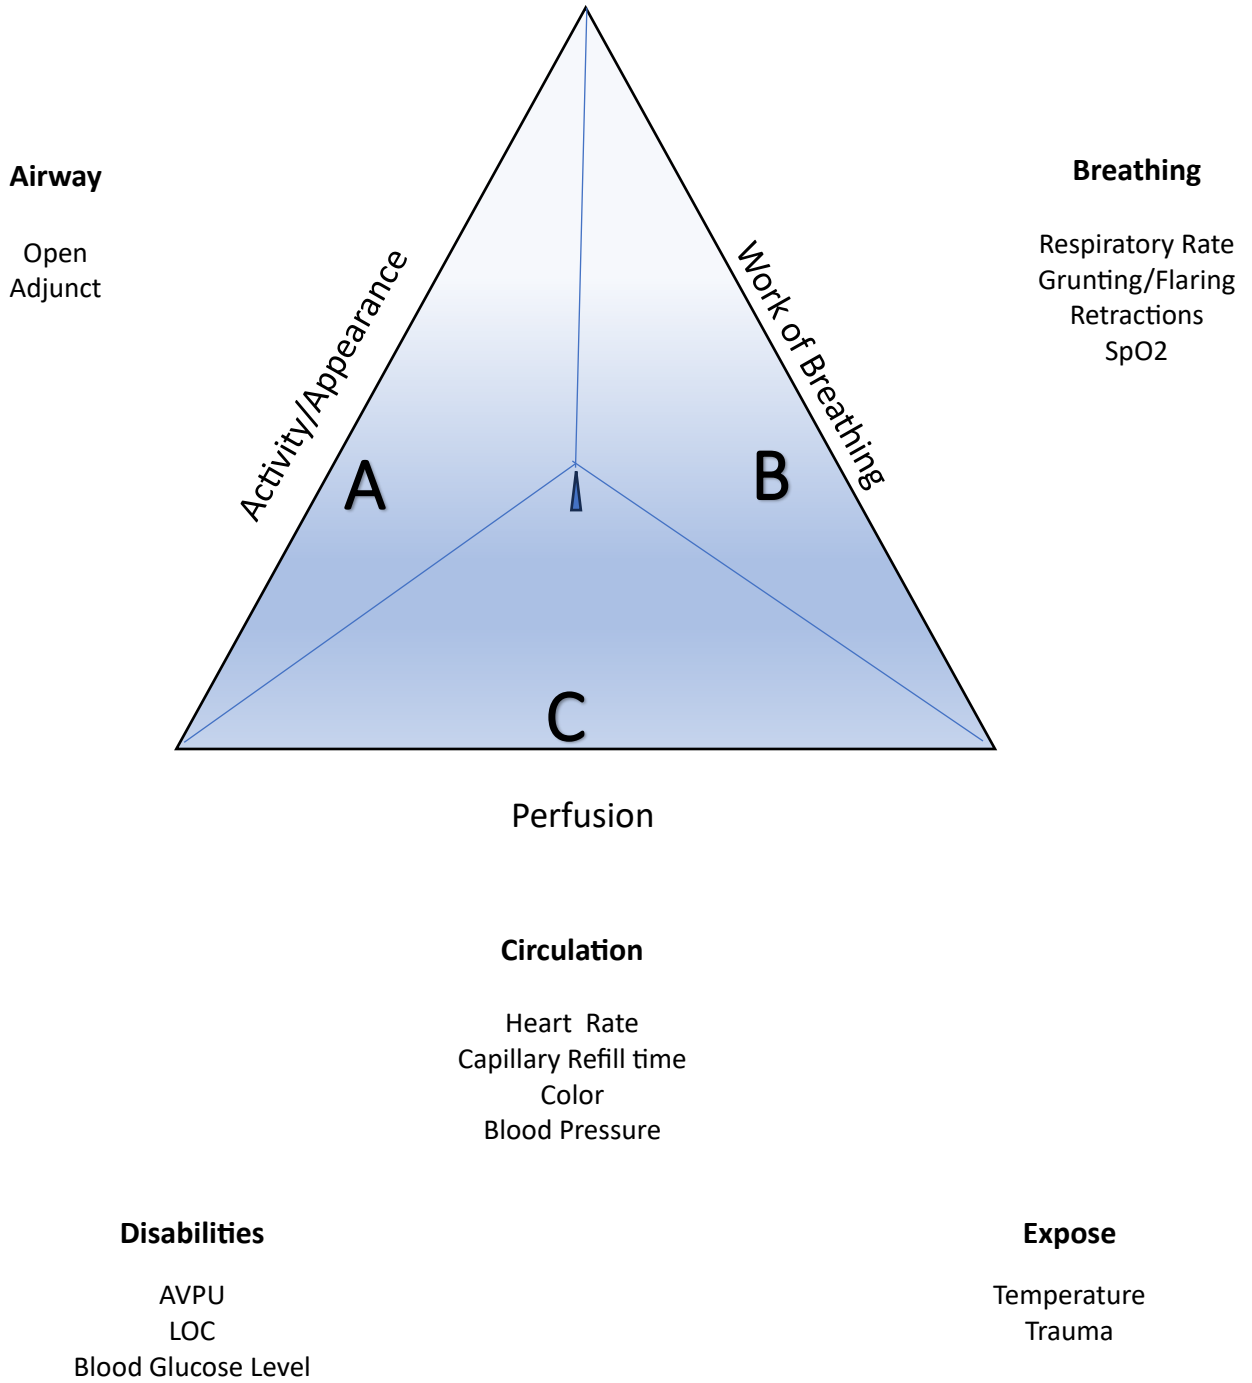 Airway
Open
Adjunct
Breathing
Respiratory Rate
Grunting/Flaring
Retractions
SpO2
Activity/Appearance
Work of Breathing
A
B
C
Perfusion
Circulation
Heart  Rate
Capillary Refill time
Color
Blood Pressure
Disabilities
AVPU
LOC
Blood Glucose Level
Expose
Temperature
Trauma